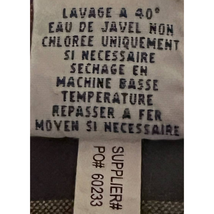 LAVAGE A 40°
EAU DE JAVEL NON
CHLOREE UNIQUEMENT
SI NECESSAIRE
SECHAGE EN
MACHINE BASSE
TEMPERATURE
REPASSER A FER
MOYEN SI NECESSAIRE
SUPPLIER#
PO# 60233